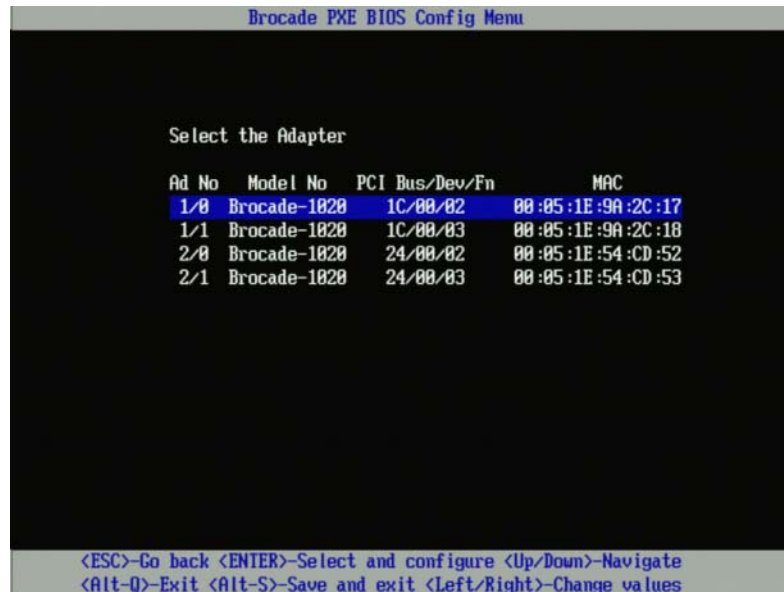 Brocade PXE BIOS Config Menu
Select the Adapter
Ad No Model No PCI Bus/Dev/Fn MAC
1/0 Brocade-1020 1C/00/02 00:05:1E:9A:2C:17
1/1 Brocade-1020 1C/00/03 00:05:1E:9A:2C:18
2/0 Brocade-1020 24/00/02 00:05:1E:54:CD:52
2/1 Brocade-1020 24/00/03 00:05:1E:54:CD:53
<ESC>-Go back <ENTER>-Select and configure <Up/Down>-Navigate
<Alt-Q>-Exit <Alt-S>-Save and exit <Left/Right>-Change values